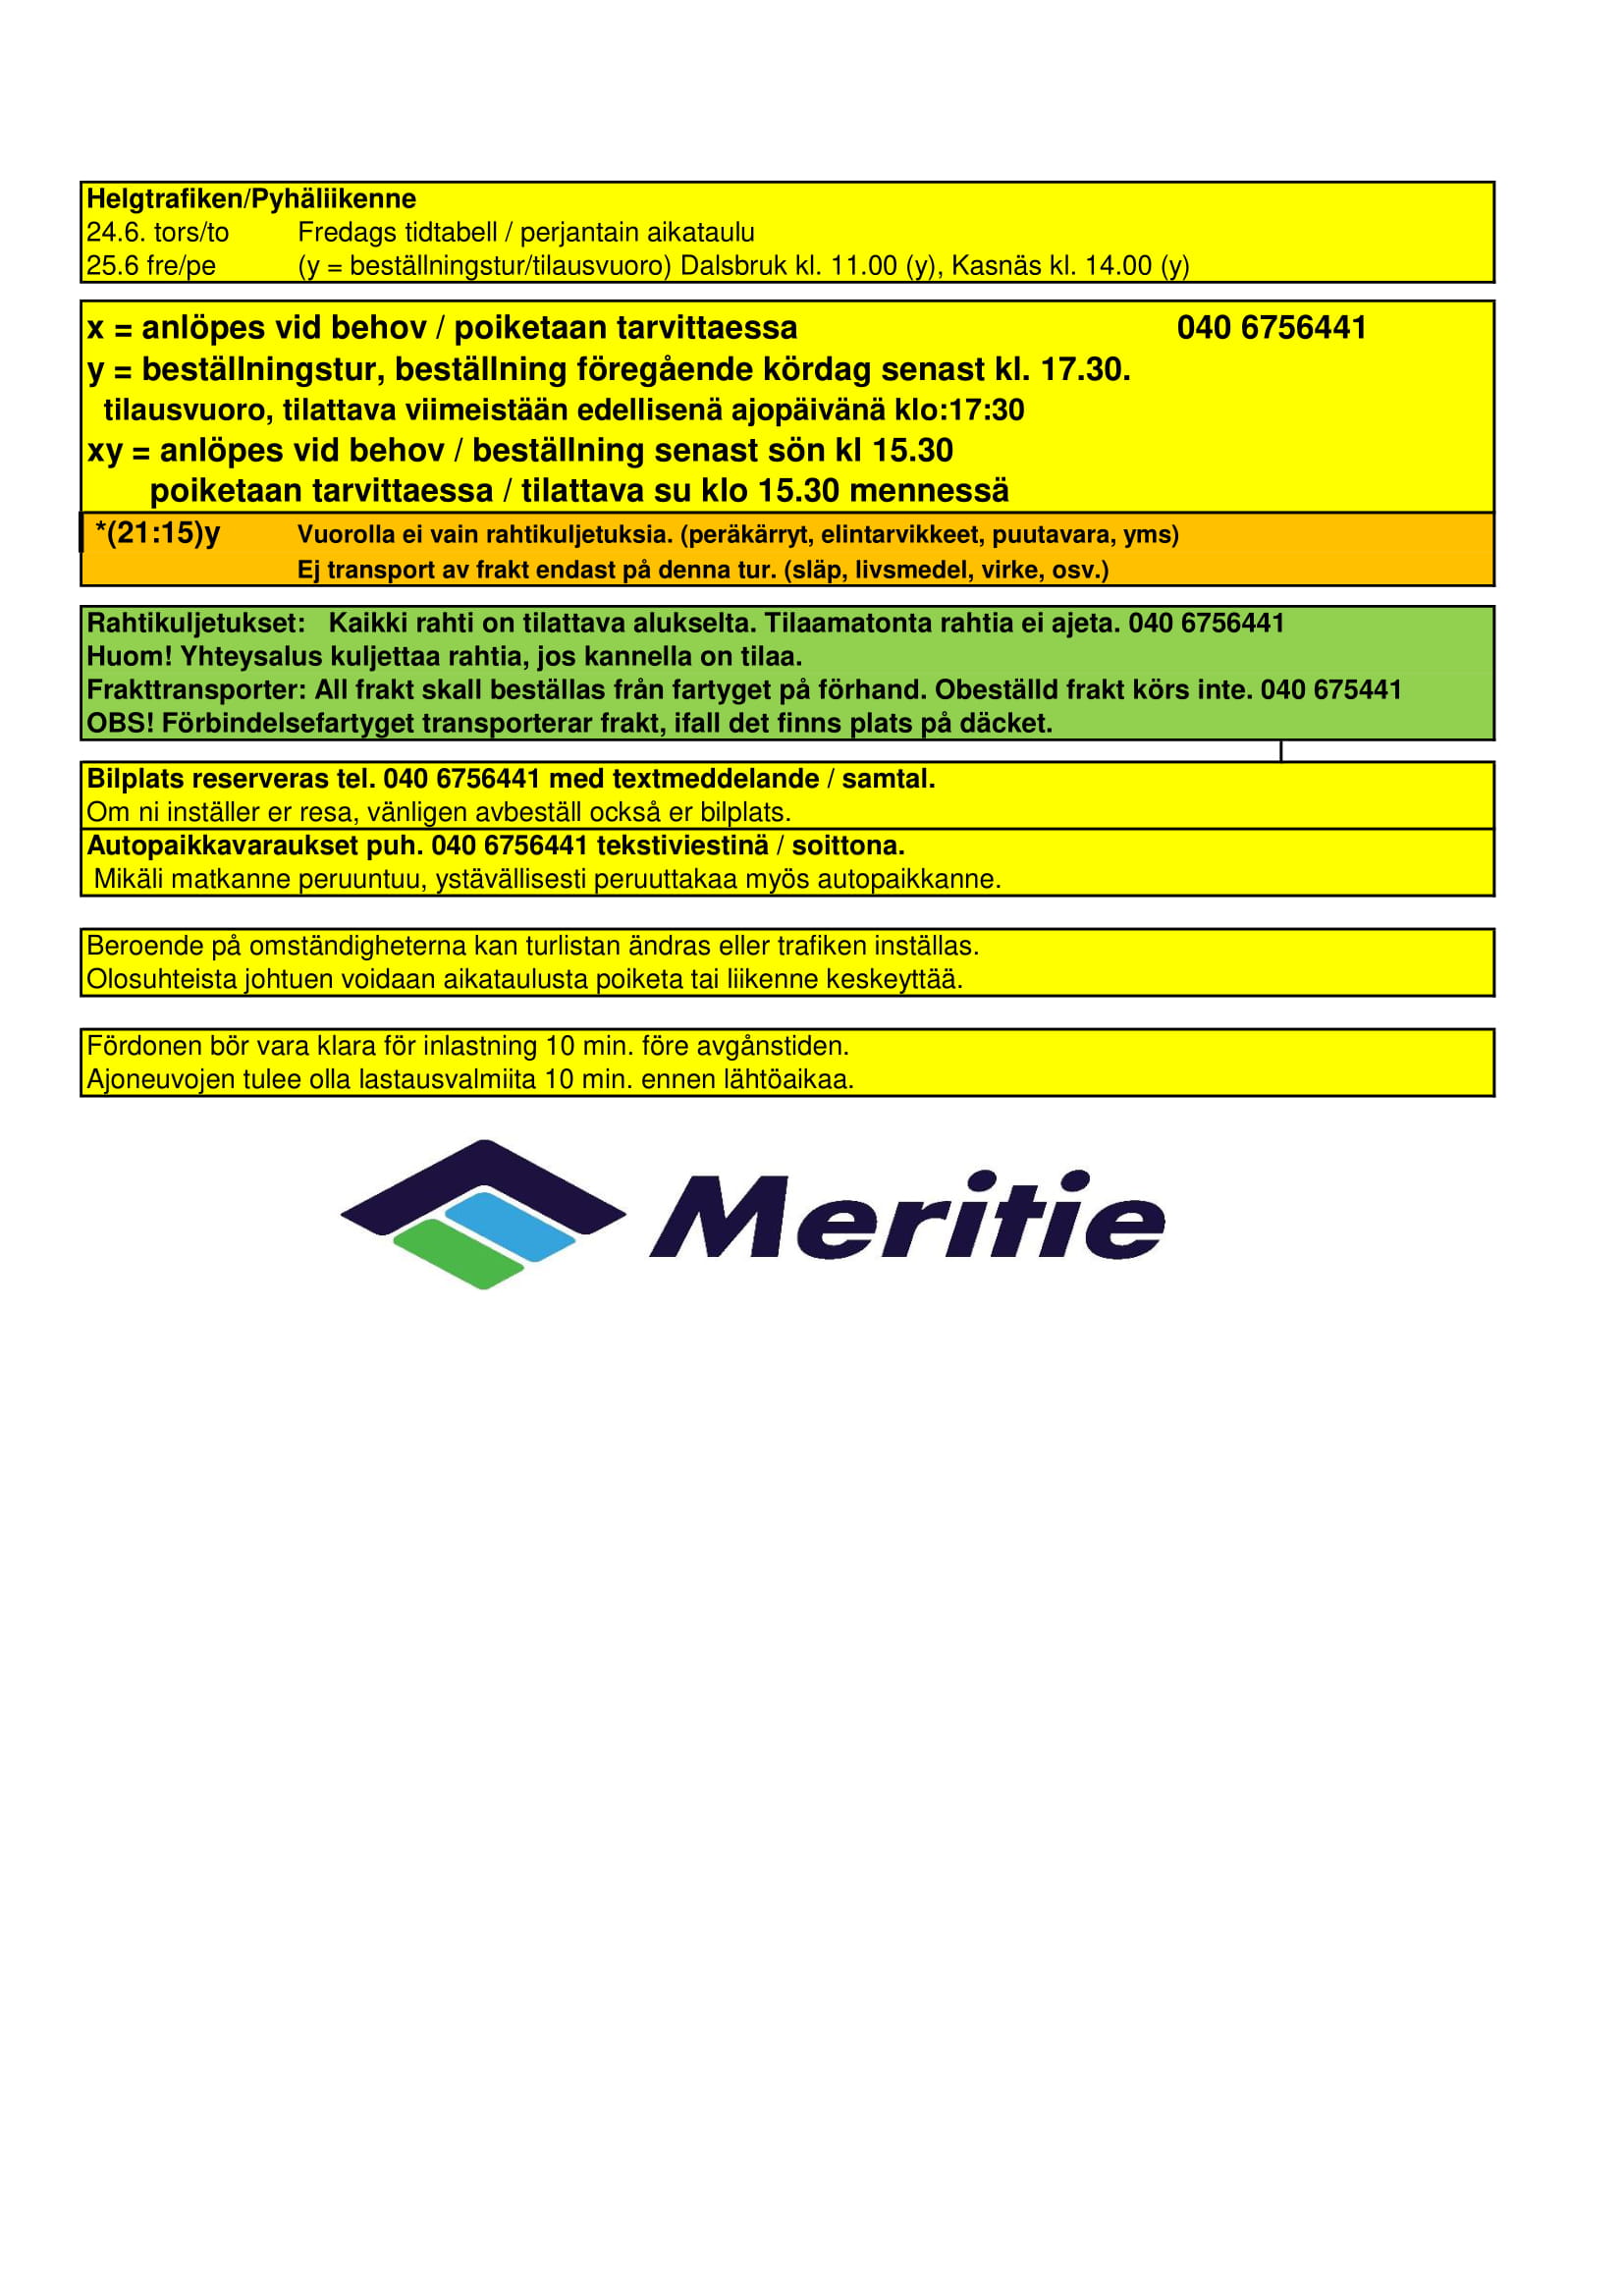 Helgtrafiken/Pyhäliikenne
24.6. tors/to Fredags tidtabell / perjantain aikataulu
25.6 fre/pe (y = beställningstur/tilausvuoro) Dalsbruk kl. 11.00 (y), Kasnäs kl. 14.00 (y)
x = anlöpes vid behov / poiketaan tarvittaessa 040 6756441
y = beställningstur, beställning föregående kördag senast kl. 17.30.
tilausvuoro, tilattava viimeistään edellisenä ajopäivänä klo:17:30
xy = anlöpes vid behov / beställning senast sön kl 15.30
poiketaan tarvittaessa / tilattava su klo 15.30 mennessä
*(21:15)y Vuorolla ei vain rahtikuljetuksia. (peräkärryt, elintarvikkeet, puutavara, yms)
Ej transport av frakt endast på denna tur. (släp, livsmedel, virke, osv.)
Rahtikuljetukset: Kaikki rahti on tilattava alukselta. Tilaamatonta rahtia ei ajeta. 040 6756441
Huom! Yhteysalus kuljettaa rahtia, jos kannella on tilaa.
Frakttransporter: All frakt skall beställas från fartyget på förhand. Obeställd frakt körs inte. 040 675441
OBS! Förbindelsefartyget transporterar frakt, ifall det finns plats på däcket.
Bilplats reserveras tel. 040 6756441 med textmeddelande / samtal.
Om ni inställer er resa, vänligen avbeställ också er bilplats.
Autopaikkavaraukset puh. 040 6756441 tekstiviestinä / soittona.
Mikäli matkanne peruuntuu, ystävällisesti peruuttakaa myös autopaikkanne.
Beroende på omständigheterna kan turlistan ändras eller trafiken inställas.
Olosuhteista johtuen voidaan aikataulusta poiketa tai liikenne keskeyttää.
Fördonen bör vara klara för inlastning 10 min. före avgånstiden.
Ajoneuvojen tulee olla lastausvalmiita 10 min. ennen lähtöaikaa.
Meritie